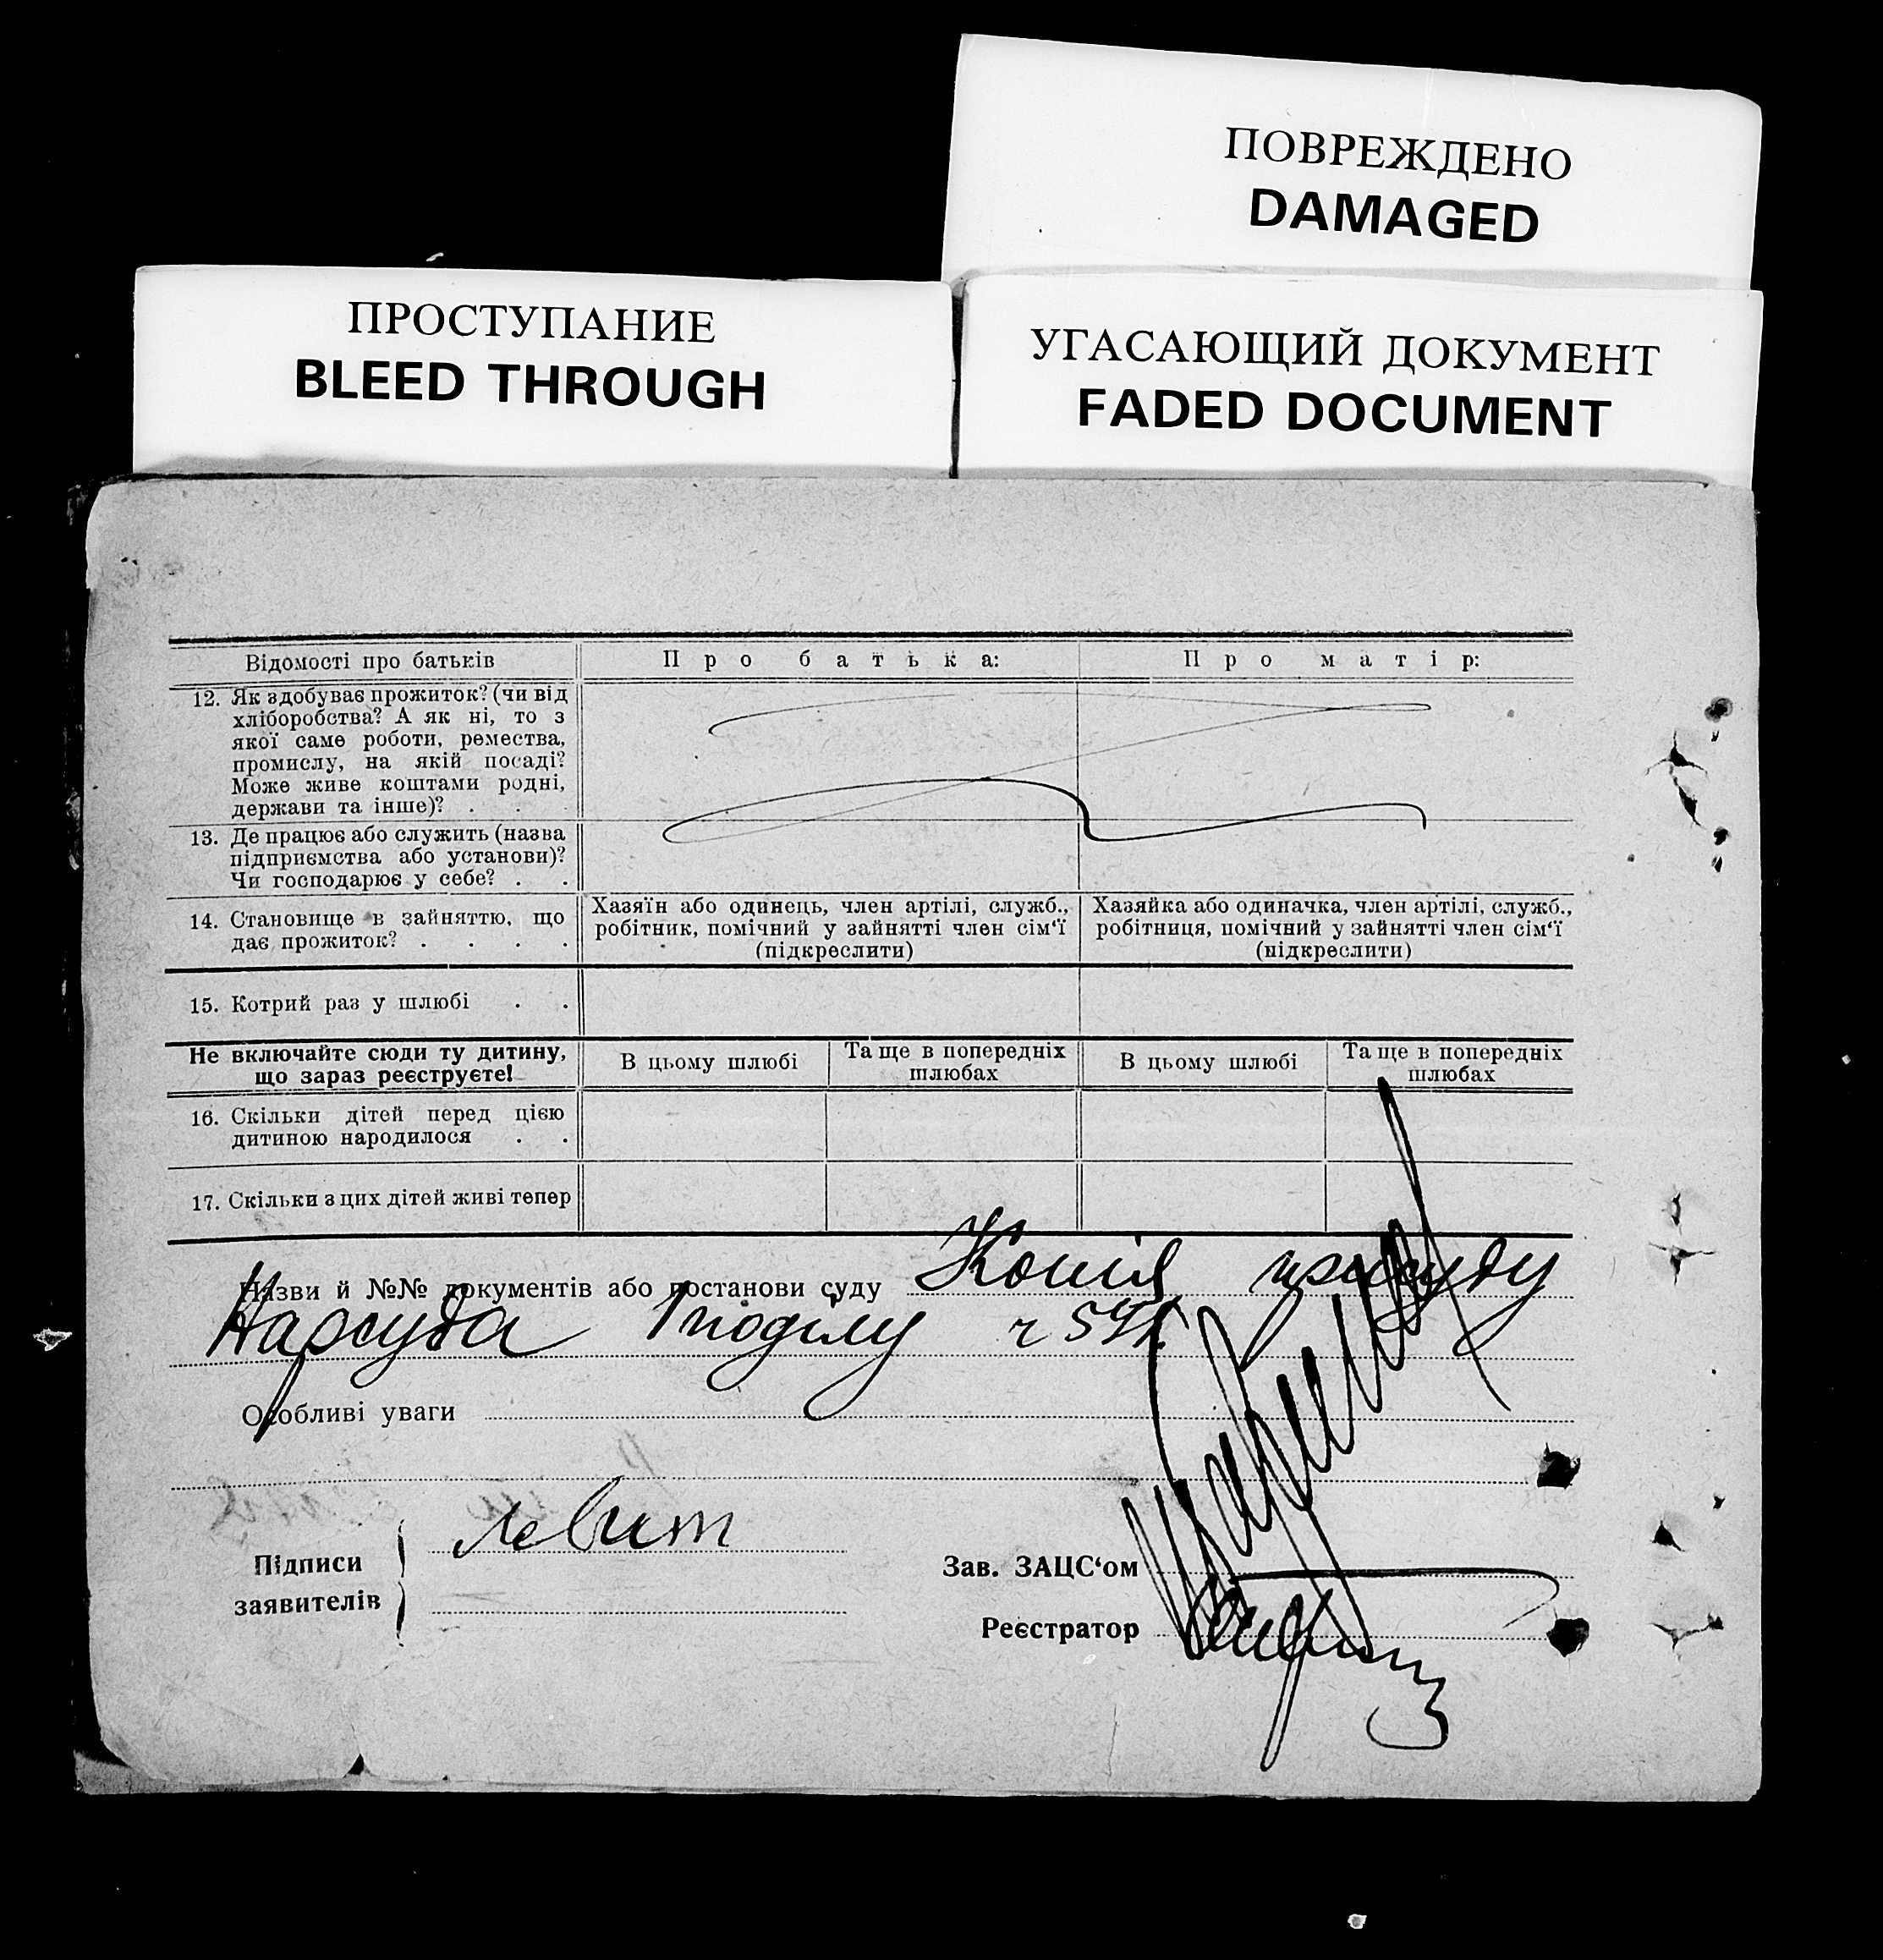 ПОВРЕЖДЕНО
DAMAGED
ПРОСТУПАНИЕ
BLEED THROUGH
УГАСАЮЩИЙ ДОКУМЕНТ
FADED DOCUMENT
Відомості про батьків
Про батька:
Про матір:
12. Як здобуває прожиток? (чи від
хліборобства? А як ні, то з
якої саме роботи, ремества,
промислу, на якій посаді?
Може живе коштами родні,
держави та інше)? . . .
13. Де працює або служить (назва
підприємства або установи)?
Чи господарює у себе? . .
14. Становище в зайняттю, що
дає прожиток? . . . .
Хазяїн або одинець, член артілі, служб.,
робітник, помічний у зайнятті член сім‘ї
(підкреслити)
Хазяйка або одиначка, член артілі, служб.,
робітниця, помічний у зайнятті член сім‘ї
(підкреслити)
15. Котрий раз у шлюбі . .
Не включайте сюди ту дитину,
що зараз реєструєте!
В цьому шлюбі
Та ще в попередніх
шлюбах
В цьому шлюбі
Та ще в попередніх
шлюбах
16. Скільки дітей перед цією
дитиною народилося . .
17. Скільки з цих дітей живі тепер
Назви й №№ документів або постанови суду Копія присуду
Нарсуда
Особливі уваги
Підписи
заявителів
Левит
Зав. ЗАЦС‘ом
Реєстратор